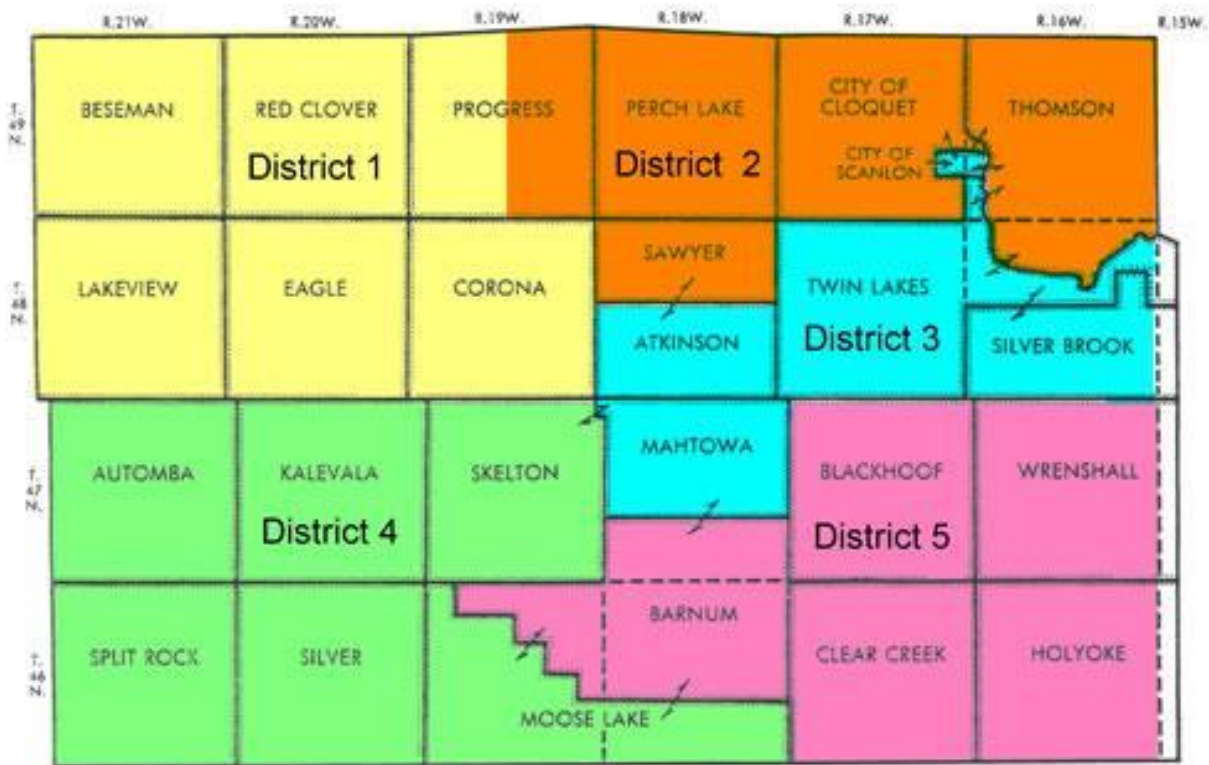 R.21W. R.20W. R.19W. R.18W. R.17W. R.16W. R.15W.
T.
49
N.
BESEMAN RED CLOVER PROGRESS PERCH LAKE CITY OF
CLOQUET THOMSON
District 1 District 2 CITY OF
SCANLON
T.
48
N.
LAKEVIEW EAGLE CORONA SAWYER TWIN LAKES
ATKINSON District 3 SILVER BROOK
T.
47
N.
AUTOMBA KALEVALA SKELTON MAHTOWA BLACKHOOF WRENSHALL
District 4 District 5
T.
46
N.
SPLIT ROCK SILVER BARNUM CLEAR CREEK HOLYOKE
MOOSE LAKE